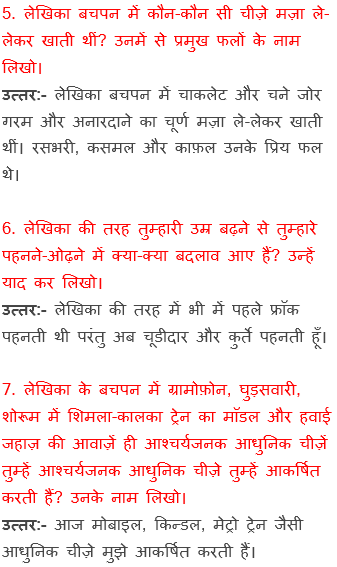 5. लेखिका बचपन में कौन-कौन सी चीज़े मज़ा ले-
लेकर खाती थीं? उनमें से प्रमुख फलों के नाम
लिखो।
उत्तर:- लेखिका बचपन में चाकलेट और चने जोर
गरम और अनारदाने का चूर्ण मज़ा ले-लेकर खाती
थीं। रसभरी, कसमल और काफ़ल उनके प्रिय फल
थे।
6. लेखिका की तरह तुम्हारी उम्र बढ़ने से तुम्हारे
पहनने-ओढ़ने में क्या-क्या बदलाव आए हैं? उन्हें
याद कर लिखो।
उत्तर:- लेखिका की तरह में भी में पहले फ्रॉक
पहनती थी परंतु अब चूडीदार और कुर्ते पहनती हूँ।
7. लेखिका के बचपन में ग्रामोफ़ोन, घुड़सवारी,
शोरूम में शिमला-कालका ट्रेन का मॉडल और हवाई
जहाज़ की आवाज़ें ही आश्चर्यजनक आधुनिक चीज़ें
तुम्हें आश्चर्यजनक आधुनिक चीज़े तुम्हें आकर्षित
करती हैं? उनके नाम लिखो।
उत्तर:- आज मोबाइल, किन्डल, मेट्रो ट्रेन जैसी
आधुनिक चीज़े मुझे आकर्षित करती हैं।